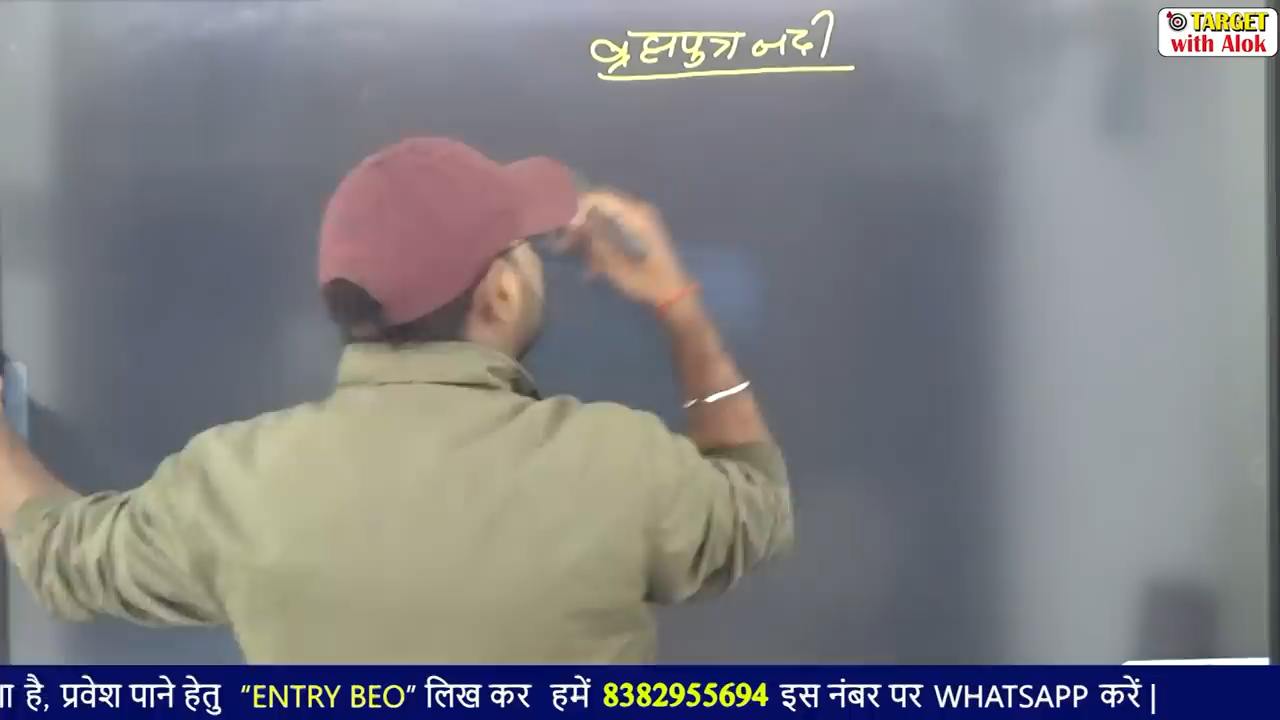 ब्रह्मपुत्र नदी
TARGET
with Alok
ा है, प्रवेश पाने हेतु “ENTRY BEO” लिख कर हमें 8382955694 इस नंबर पर WHATSAPP करें |